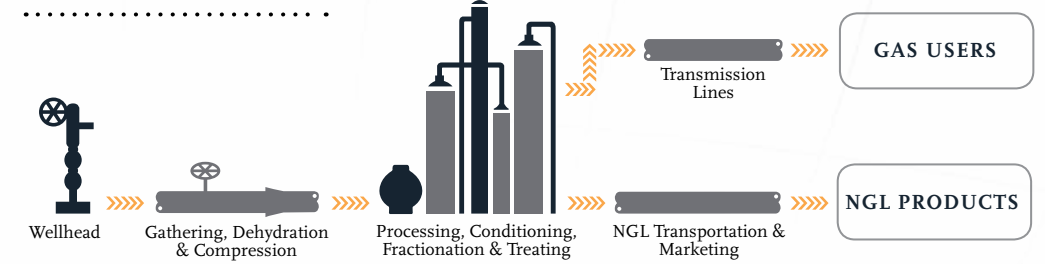 GAS USERS
Transmission
Lines
Wellhead
Gathering, Dehydration
& Compression
Processing, Conditioning,
Fractionation & Treating
NGL Transportation &
Marketing
NGL PRODUCTS